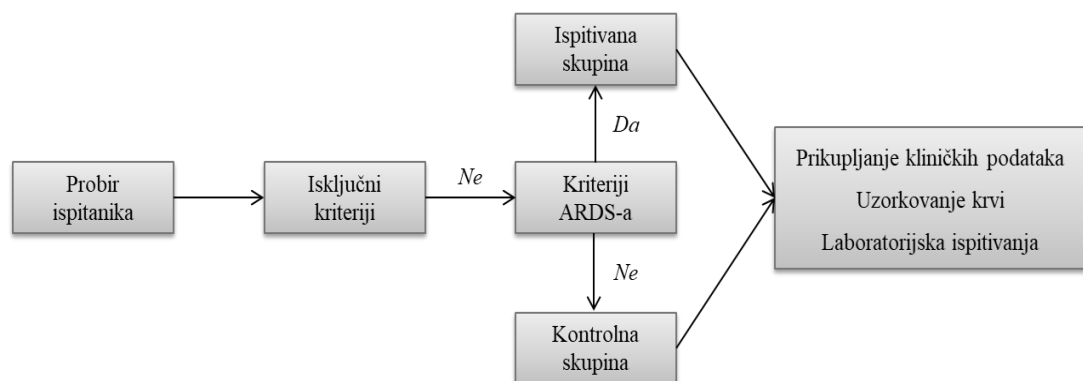 Probir
ispitanika
Isključni
kriteriji
Ne
Kriteriji
ARDS-a
Da
Ispitivana
skupina
Ne
Kontrolna
skupina
Prikupljanje kliničkih podataka
Uzorkovanje krvi
Laboratorijska ispitivanja